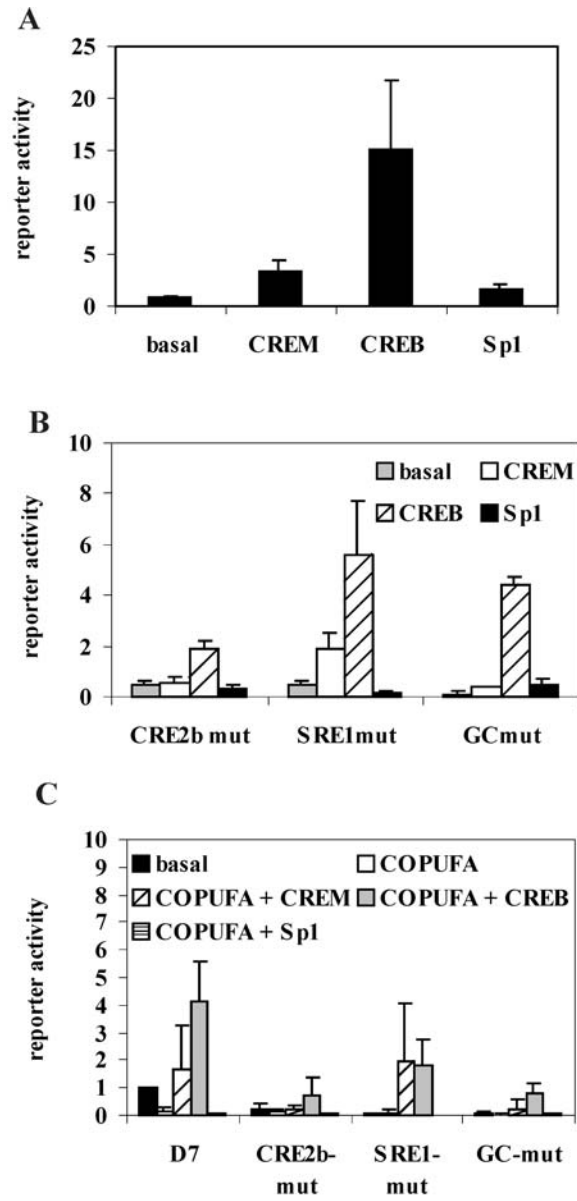 A
reporter activity
25
20
15
10
5
0
basal CREM CREB Sp1
B
reporter activity
10
8
6
4
2
0
basal CREM
CREB Sp1
CRE2b mut SRE1mut GCmut
C
reporter activity
10
9
8
7
6
5
4
3
2
1
0
basal COPUFA
COPUFA + CREM COPUFA + CREB
COPUFA + Sp1
D7 CRE2b- SRE1- GC-mut
mut mut